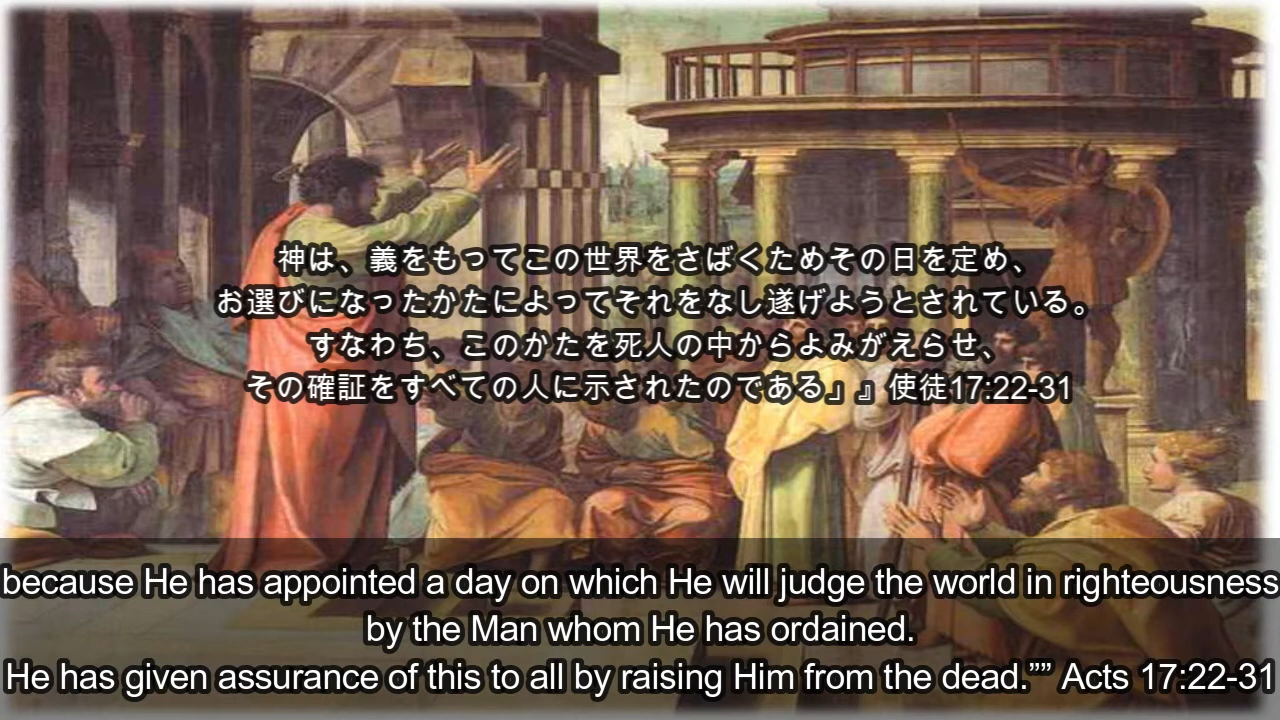 神は、義をもってこの世界をさばくためその日を定め、
お選びになったかたによってそれをなし遂げようとされている。
すなわち、このかたを死人の中からよみがえらせ、
その確証をすべての人に示されたのである」』使徒17:22-31
because He has appointed a day on which He will judge the world in righteousness
by the Man whom He has ordained.
He has given assurance of this to all by raising Him from the dead.”” Acts 17:22-31